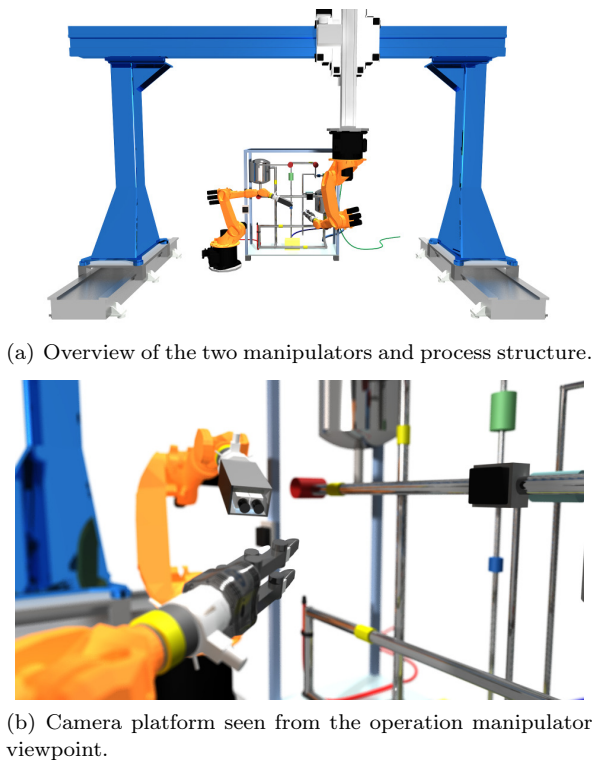 (a) Overview of the two manipulators and process structure.
(b) Camera platform seen from the operation manipulator
viewpoint.